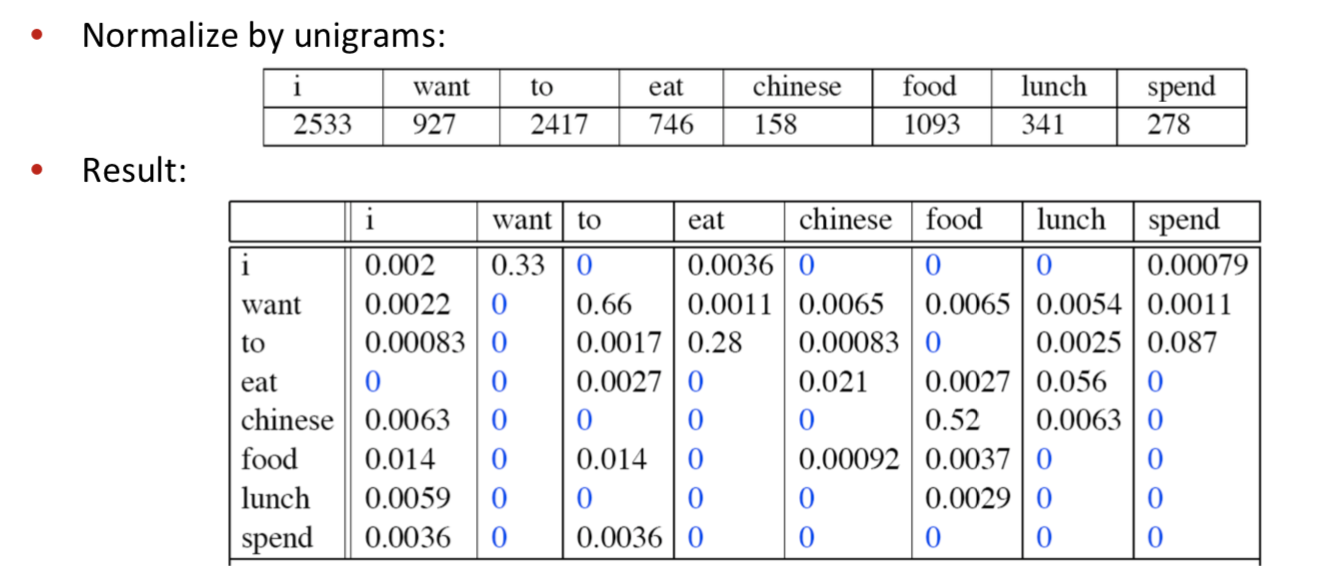 • Normalize by unigrams:
i want to eat chinese food lunch spend
2533 927 2417 746 158 1093 341 278
• Result:
i want to eat chinese food lunch spend
i 0.002 0.33 0 0.0036 0 0 0 0.00079
want 0.0022 0 0.66 0.0011 0.0065 0.0065 0.0054 0.0011
to 0.00083 0 0.0017 0.28 0.00083 0 0.0025 0.087
eat 0 0 0.0027 0 0.021 0.0027 0.056 0
chinese 0.0063 0 0 0 0 0.52 0.0063 0
food 0.014 0 0.014 0 0.00092 0.0037 0 0
lunch 0.0059 0 0 0 0 0.0029 0 0
spend 0.0036 0 0.0036 0 0 0 0 0